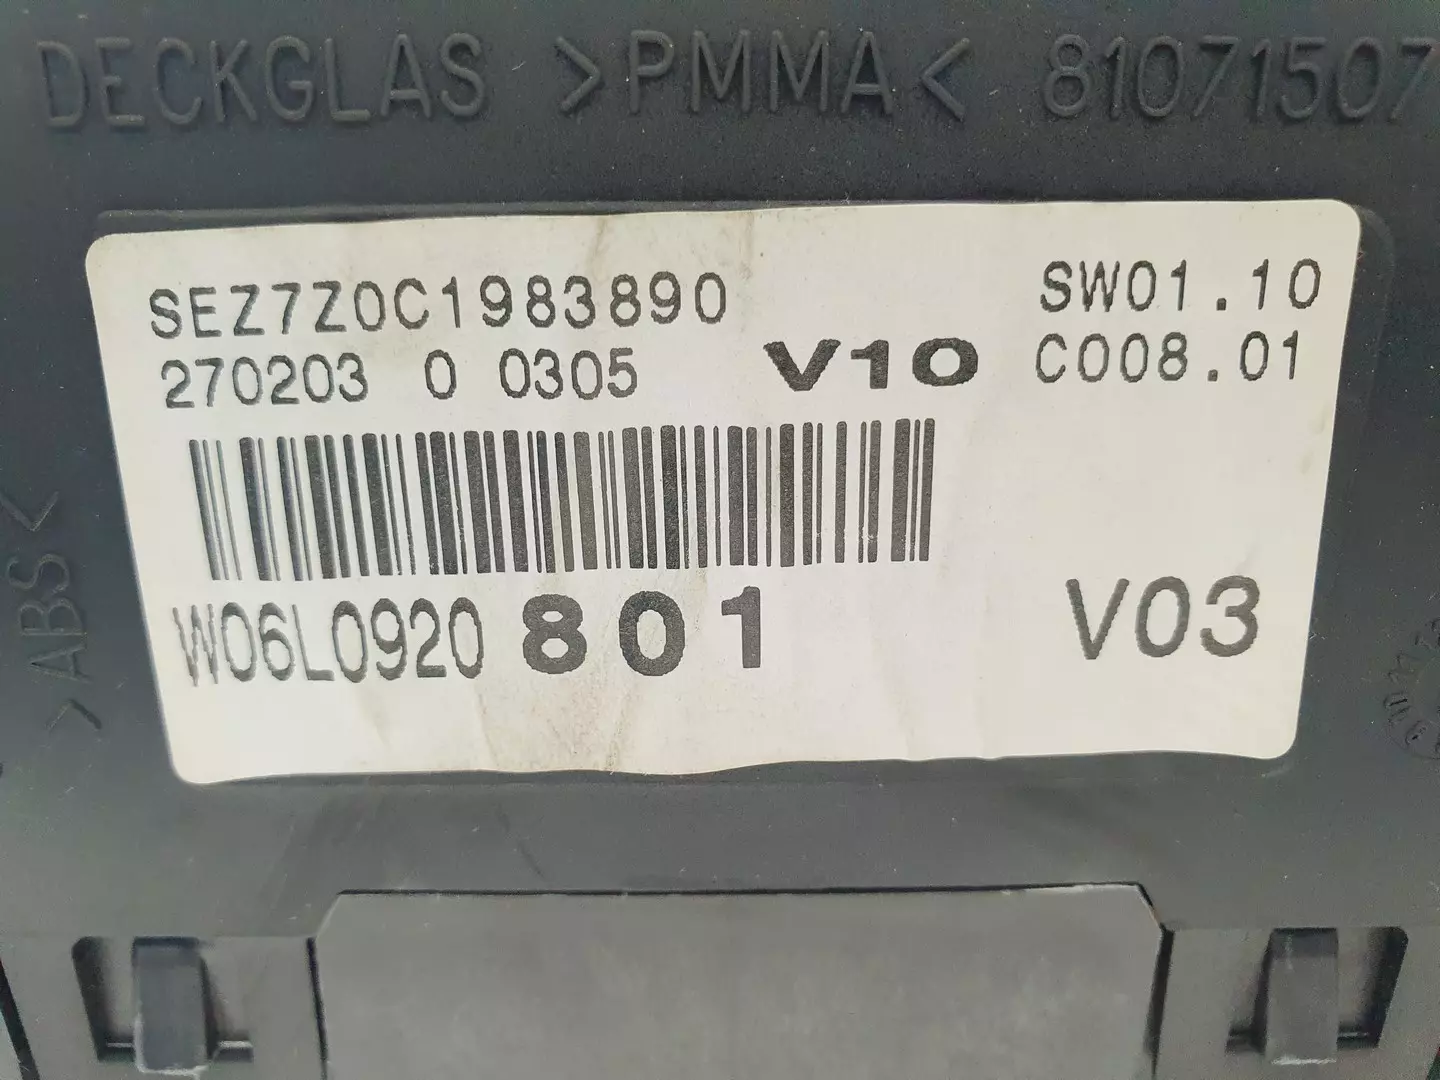 DECKGLAS >PMMA< 81071507
SEZ7Z0C1983890 SW01.10
270203 0 0305 V10 C008.01
W06L0920 801 V03
>ABS<